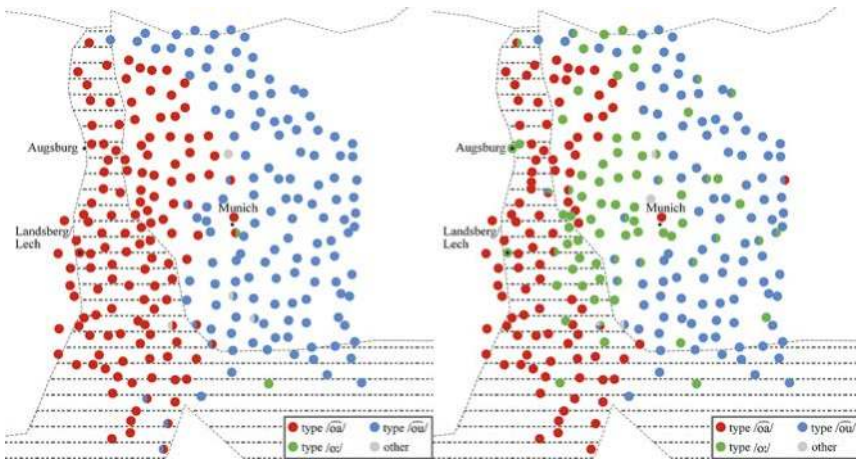 Augsburg
Munich
Landsberg/
Lech
type /o͡a/
type /o͡u/
type /ɔː/
other
Augsburg
Munich
Landsberg/
Lech
type /o͡a/
type /o͡u/
type /ɔː/
other